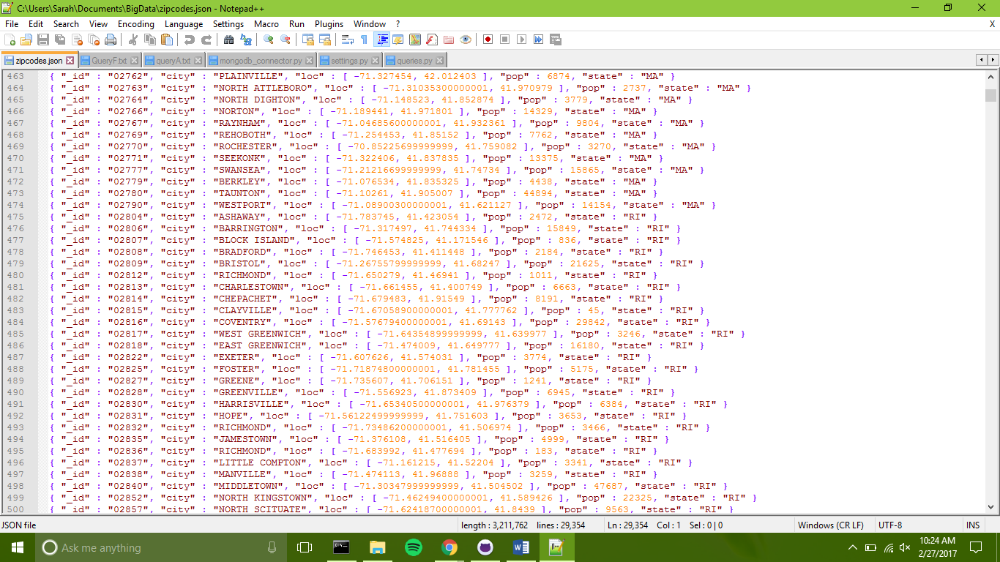 C:\Users\Sarah\Documents\BigData\zipcodes.json - Notepad++
File Edit Search View Encoding Language Settings Macro Run Plugins Window ? X
zipcodes.json QueryF.txt queryA.txt mongodb_connector.py settings.py queries.py
463 { "_id" : "02762", "city" : "PLAINVILLE", "loc" : [ -71.327454, 42.012403 ], "pop" : 6874, "state" : "MA" }
464 { "_id" : "02763", "city" : "NORTH ATTLEBORO", "loc" : [ -71.31035300000001, 41.970979 ], "pop" : 2737, "state" : "MA" }
465 { "_id" : "02764", "city" : "NORTH DIGHTON", "loc" : [ -71.148523, 41.852874 ], "pop" : 3779, "state" : "MA" }
466 { "_id" : "02766", "city" : "NORTON", "loc" : [ -71.189441, 41.971801 ], "pop" : 14329, "state" : "MA" }
467 { "_id" : "02767", "city" : "RAYNHAM", "loc" : [ -71.04685600000001, 41.932361 ], "pop" : 9804, "state" : "MA" }
468 { "_id" : "02769", "city" : "REHOBOTH", "loc" : [ -71.254453, 41.85152 ], "pop" : 7762, "state" : "MA" }
469 { "_id" : "02770", "city" : "ROCHESTER", "loc" : [ -70.85225699999999, 41.759082 ], "pop" : 3270, "state" : "MA" }
470 { "_id" : "02771", "city" : "SEEKONK", "loc" : [ -71.322406, 41.837835 ], "pop" : 13375, "state" : "MA" }
471 { "_id" : "02777", "city" : "SWANSEA", "loc" : [ -71.21216699999999, 41.74734 ], "pop" : 15865, "state" : "MA" }
472 { "_id" : "02779", "city" : "BERKLEY", "loc" : [ -71.076534, 41.835325 ], "pop" : 4438, "state" : "MA" }
473 { "_id" : "02780", "city" : "TAUNTON", "loc" : [ -71.10261, 41.905007 ], "pop" : 44894, "state" : "MA" }
474 { "_id" : "02790", "city" : "WESTPORT", "loc" : [ -71.08900300000001, 41.621127 ], "pop" : 14154, "state" : "MA" }
475 { "_id" : "02804", "city" : "ASHAWAY", "loc" : [ -71.783745, 41.423054 ], "pop" : 2472, "state" : "RI" }
476 { "_id" : "02806", "city" : "BARRINGTON", "loc" : [ -71.317497, 41.744334 ], "pop" : 15849, "state" : "RI" }
477 { "_id" : "02807", "city" : "BLOCK ISLAND", "loc" : [ -71.574825, 41.171546 ], "pop" : 836, "state" : "RI" }
478 { "_id" : "02808", "city" : "BRADFORD", "loc" : [ -71.746453, 41.411448 ], "pop" : 2184, "state" : "RI" }
479 { "_id" : "02809", "city" : "BRISTOL", "loc" : [ -71.26755799999999, 41.68247 ], "pop" : 21625, "state" : "RI" }
480 { "_id" : "02812", "city" : "RICHMOND", "loc" : [ -71.650279, 41.46941 ], "pop" : 1011, "state" : "RI" }
481 { "_id" : "02813", "city" : "CHARLESTOWN", "loc" : [ -71.661455, 41.400749 ], "pop" : 6663, "state" : "RI" }
482 { "_id" : "02814", "city" : "CHEPACHET", "loc" : [ -71.679483, 41.91549 ], "pop" : 8191, "state" : "RI" }
483 { "_id" : "02815", "city" : "CLAYVILLE", "loc" : [ -71.67058900000001, 41.777762 ], "pop" : 45, "state" : "RI" }
484 { "_id" : "02816", "city" : "COVENTRY", "loc" : [ -71.57679400000001, 41.69143 ], "pop" : 29842, "state" : "RI" }
485 { "_id" : "02817", "city" : "WEST GREENWICH", "loc" : [ -71.64354899999999, 41.639977 ], "pop" : 3246, "state" : "RI" }
486 { "_id" : "02818", "city" : "EAST GREENWICH", "loc" : [ -71.474009, 41.649777 ], "pop" : 16180, "state" : "RI" }
487 { "_id" : "02822", "city" : "EXETER", "loc" : [ -71.607626, 41.574031 ], "pop" : 3774, "state" : "RI" }
488 { "_id" : "02825", "city" : "FOSTER", "loc" : [ -71.71874800000001, 41.781455 ], "pop" : 5175, "state" : "RI" }
489 { "_id" : "02827", "city" : "GREENE", "loc" : [ -71.735607, 41.706151 ], "pop" : 1241, "state" : "RI" }
490 { "_id" : "02828", "city" : "GREENVILLE", "loc" : [ -71.556923, 41.873409 ], "pop" : 6945, "state" : "RI" }
491 { "_id" : "02830", "city" : "HARRISVILLE", "loc" : [ -71.65340500000001, 41.976379 ], "pop" : 6384, "state" : "RI" }
492 { "_id" : "02831", "city" : "HOPE", "loc" : [ -71.56122499999999, 41.751603 ], "pop" : 3653, "state" : "RI" }
493 { "_id" : "02832", "city" : "RICHMOND", "loc" : [ -71.73486200000001, 41.506974 ], "pop" : 3466, "state" : "RI" }
494 { "_id" : "02835", "city" : "JAMESTOWN", "loc" : [ -71.376108, 41.516405 ], "pop" : 4999, "state" : "RI" }
495 { "_id" : "02836", "city" : "RICHMOND", "loc" : [ -71.683992, 41.477694 ], "pop" : 183, "state" : "RI" }
496 { "_id" : "02837", "city" : "LITTLE COMPTON", "loc" : [ -71.161215, 41.52204 ], "pop" : 3341, "state" : "RI" }
497 { "_id" : "02838", "city" : "MANVILLE", "loc" : [ -71.474113, 41.96888 ], "pop" : 3259, "state" : "RI" }
498 { "_id" : "02840", "city" : "MIDDLETOWN", "loc" : [ -71.30347999999999, 41.504502 ], "pop" : 47687, "state" : "RI" }
499 { "_id" : "02852", "city" : "NORTH KINGSTOWN", "loc" : [ -71.46249400000001, 41.589426 ], "pop" : 22325, "state" : "RI" }
500 { "_id" : "02857", "city" : "NORTH SCITUATE", "loc" : [ -71.62418700000001, 41.8439 ], "pop" : 9563, "state" : "RI" }
JSON file length : 3,211,762 lines : 29,354 Ln : 29,354 Col : 1 Sel : 0 | 0 Windows (CR LF) UTF-8 INS
Ask me anything
10:24 AM
2/27/2017